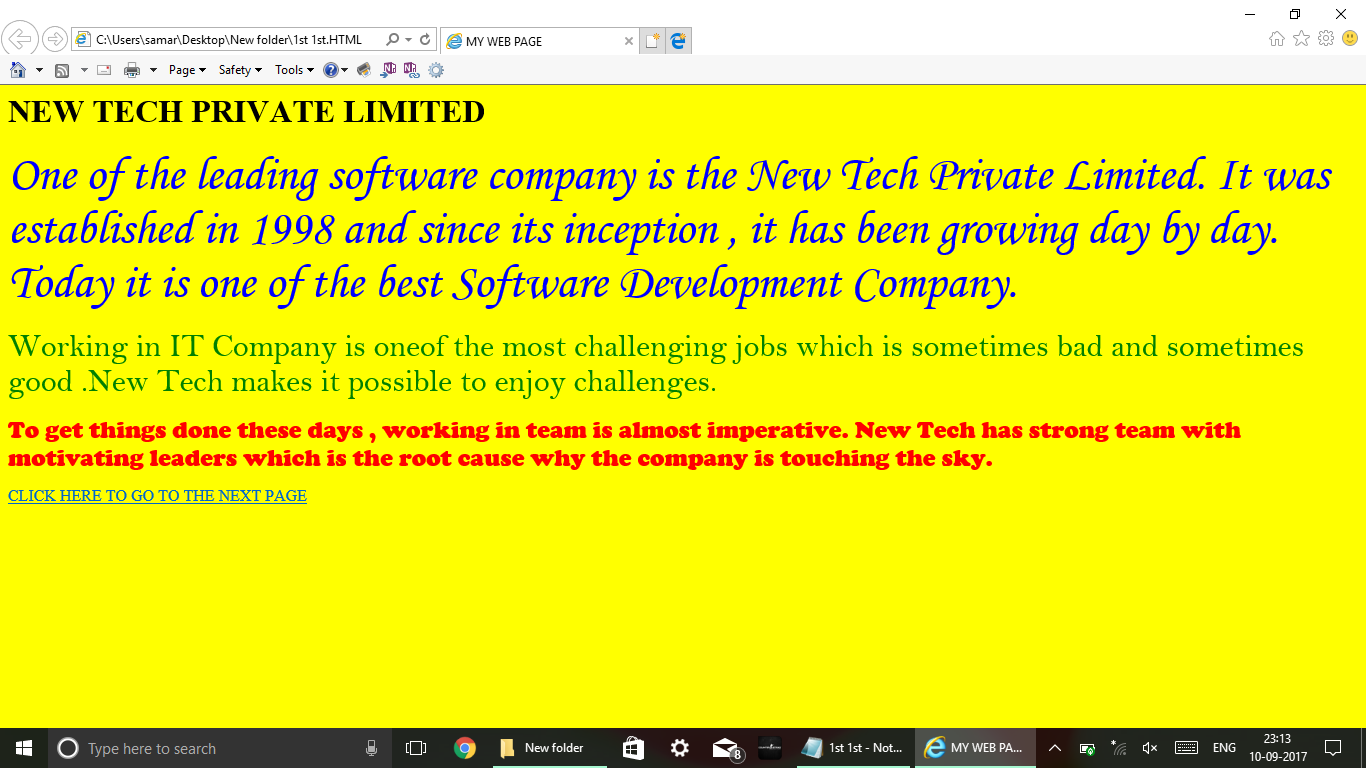 C:\Users\samar\Desktop\New folder\1st 1st.HTML
MY WEB PAGE
Page
Safety
Tools
NEW TECH PRIVATE LIMITED
One of the leading software company is the New Tech Private Limited. It was
established in 1998 and since its inception , it has been growing day by day.
Today it is one of the best Software Development Company.
Working in IT Company is oneof the most challenging jobs which is sometimes bad and sometimes
good .New Tech makes it possible to enjoy challenges.
To get things done these days , working in team is almost imperative. New Tech has strong team with
motivating leaders which is the root cause why the company is touching the sky.
CLICK HERE TO GO TO THE NEXT PAGE
Type here to search
New folder
8
1st 1st - Not...
MY WEB PA...
ENG
23:13
10-09-2017